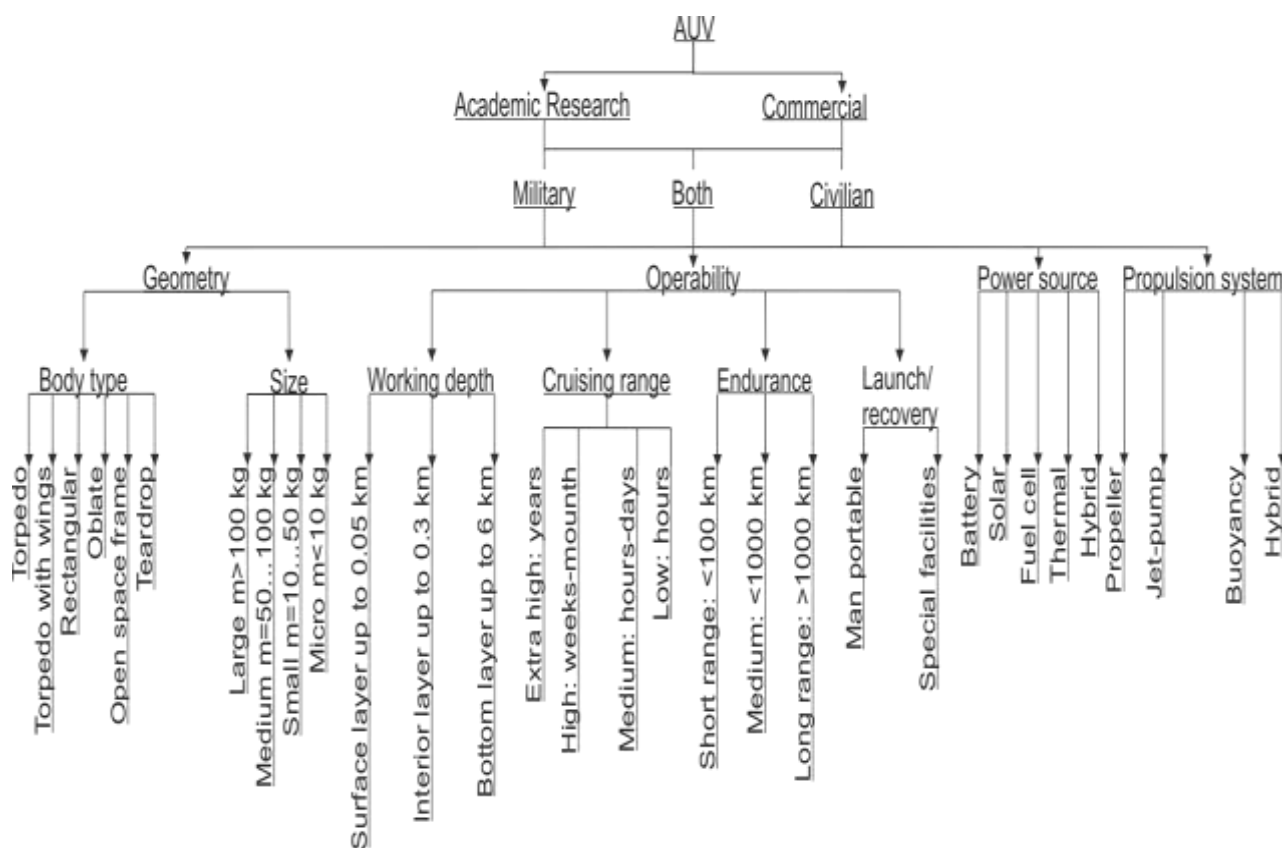 AUV
Academic Research
Commercial
Military
Both
Civilian
Geometry
Operability
Power source
Propulsion system
Body type
Size
Working depth
Cruising range
Endurance
Launch/
recovery
Torpedo
Torpedo with wings
Rectangular
Oblate
Open space frame
Teardrop
Large m>100 kg
Medium m=50...100 kg
Small m=10...50 kg
Micro m<10 kg
Surface layer up to 0.05 km
Interior layer up to 0.3 km
Bottom layer up to 6 km
Extra high: years
High: weeks-mounth
Medium: hours-days
Low: hours
Short range: <100 km
Medium: <1000 km
Long range: >1000 km
Man portable
Special facilities
Battery
Solar
Fuel cell
Thermal
Hybrid
Propeller
Jet-pump
Buoyancy
Hybrid